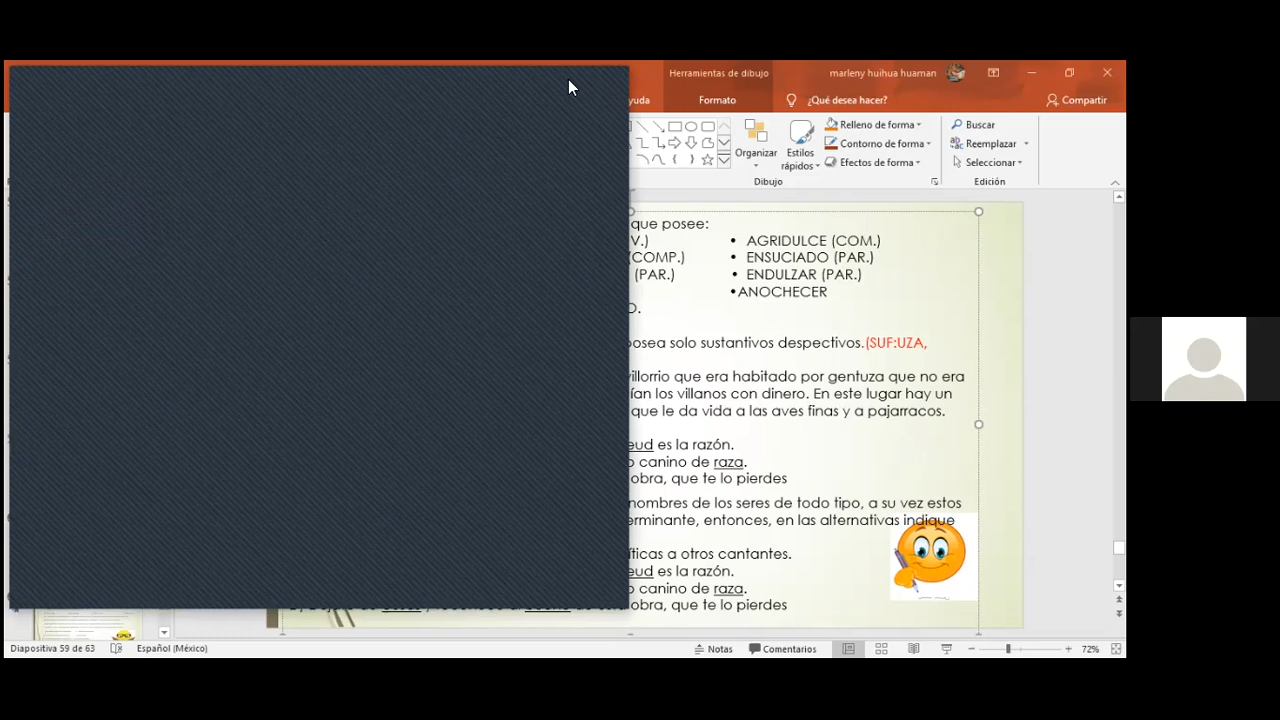 Herramientas de dibujo
marleny huihua huaman
Formato
¿Qué desea hacer?
Compartir
Organizar
Estilos rápidos
Relleno de forma
Contorno de forma
Efectos de forma
Dibujo
Buscar
Reemplazar
Seleccionar
Edición
que posee:
V.)
• AGRIDULCE (COM.)
(COMP.)
• ENSUCIADO (PAR.)
(PAR.)
• ENDULZAR (PAR.)
•ANOCHECER
O.
posea solo sustantivos despectivos.(SUF:UZA,
villorrio que era habitado por gentuza que no era
ían los villanos con dinero. En este lugar hay un
que le da vida a las aves finas y a pajarracos.
eud es la razón.
o canino de raza.
obra, que te lo pierdes
nombres de los seres de todo tipo, a su vez estos
erminante, entonces, en las alternativas indique
íticas a otros cantantes.
eud es la razón.
o canino de raza.
obra, que te lo pierdes
Diapositiva 59 de 63
Español (México)
Notas
Comentarios
72%